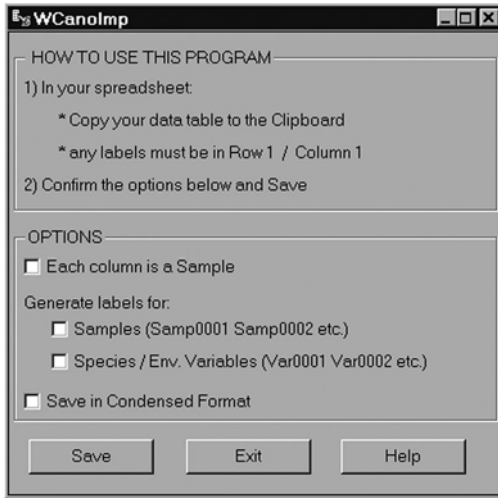 WCanoImp
HOW TO USE THIS PROGRAM
1) In your spreadsheet:
* Copy your data table to the Clipboard
* any labels must be in Row 1 / Column 1
2) Confirm the options below and Save
OPTIONS
Each column is a Sample
Generate labels for:
Samples (Samp0001 Samp0002 etc.)
Species / Env. Variables (Var0001 Var0002 etc.)
Save in Condensed Format
Save Exit Help